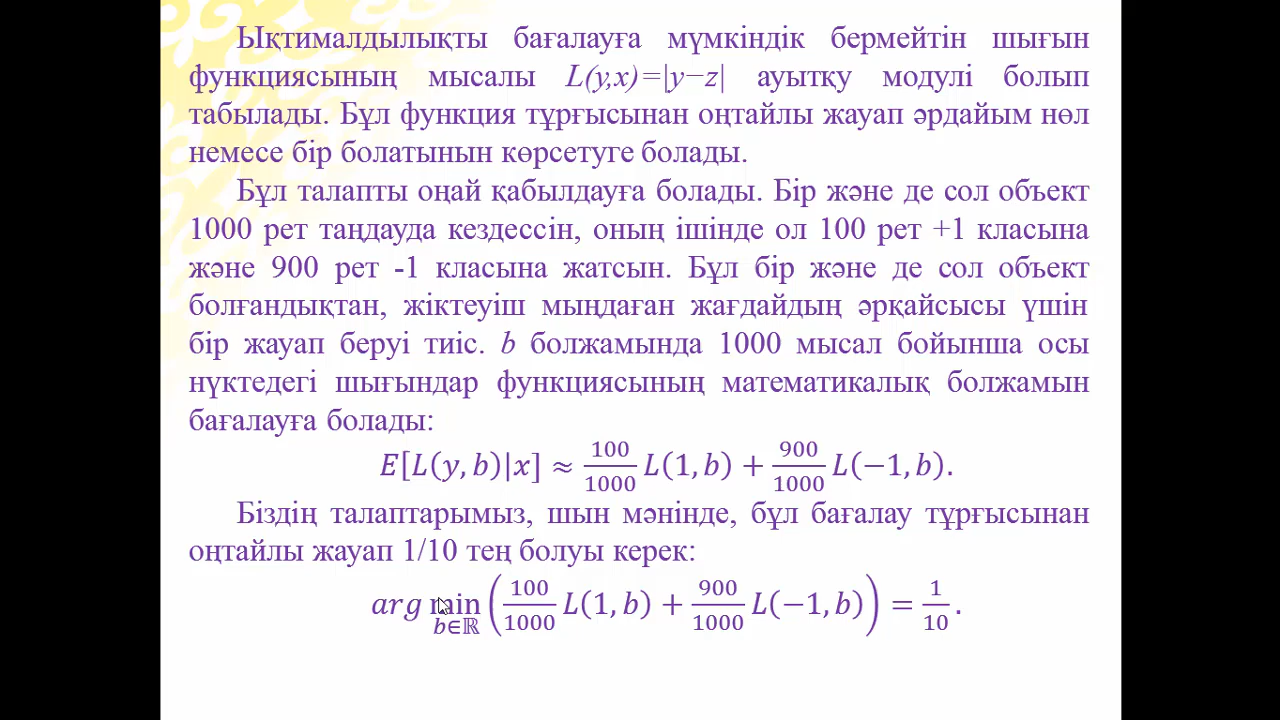 Ықтималдылықты бағалауға мүмкіндік бермейтін шығын
функциясының мысалы L(y,x)=|y−z| ауытқу модулі болып
табылады. Бұл функция тұрғысынан оңтайлы жауап әрдайым нөл
немесе бір болатынын көрсетуге болады.
Бұл талапты оңай қабылдауға болады. Бір және де сол объект
1000 рет таңдауда кездессін, оның ішінде ол 100 рет +1 класына
және 900 рет -1 класына жатсын. Бұл бір және де сол объект
болғандықтан, жіктеуіш мыңдаған жағдайдың әрқайсысы үшін
бір жауап беруі тиіс. b болжамында 1000 мысал бойынша осы
нүктедегі шығындар функциясының математикалық болжамын
бағалауға болады:
E[L(y, b)|x] ≈ 100/1000 L(1, b) + 900/1000 L(−1, b).
Біздің талаптарымыз, шын мәнінде, бұл бағалау тұрғысынан
оңтайлы жауап 1/10 тең болуы керек:
arg min b∈ℝ (100/1000 L(1, b) + 900/1000 L(−1, b)) = 1/10.